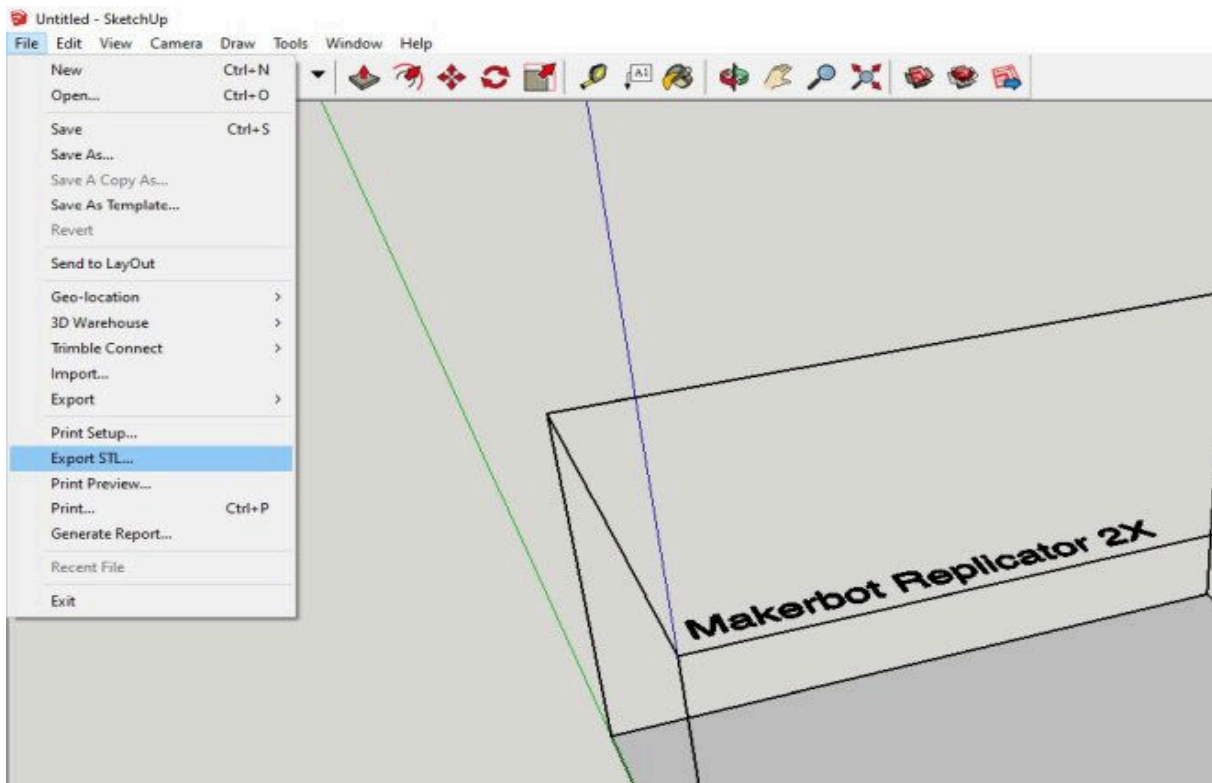 Untitled - SketchUp
File Edit View Camera Draw Tools Window Help
New Ctrl+N
Open... Ctrl+O
Save Ctrl+S
Save As...
Save A Copy As...
Save As Template...
Revert
Send to LayOut
Geo-location
3D Warehouse
Trimble Connect
Import...
Export
Print Setup...
Export STL...
Print Preview...
Print... Ctrl+P
Generate Report...
Recent File
Exit
A1
Makerbot Replicator 2X